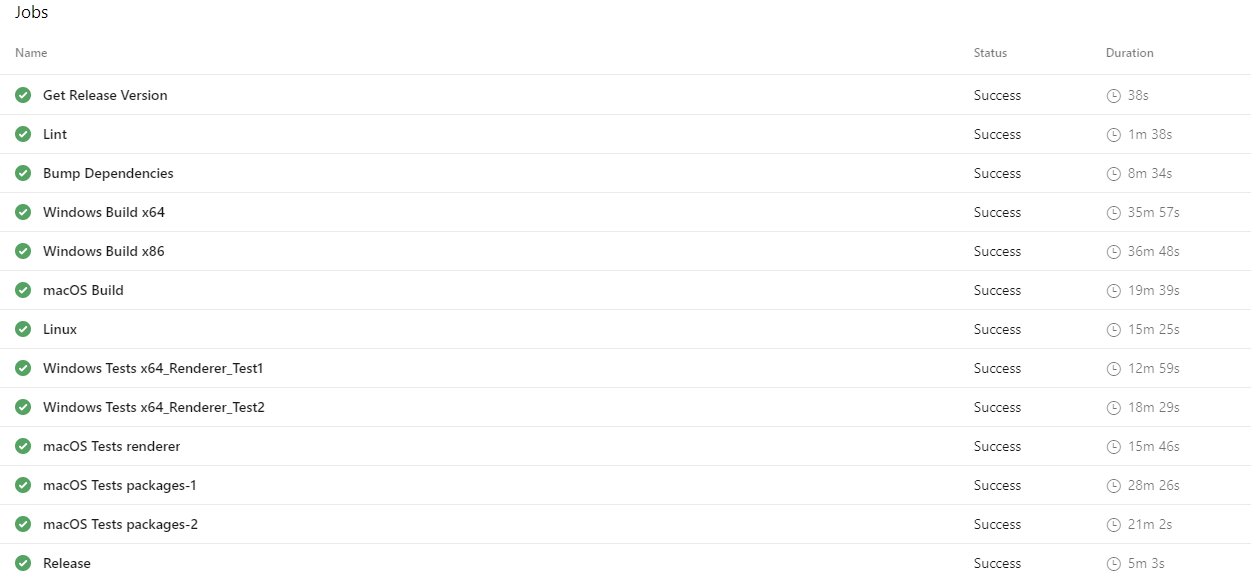 Jobs
Name Status Duration
Get Release Version Success 38s
Lint Success 1m 38s
Bump Dependencies Success 8m 34s
Windows Build x64 Success 35m 57s
Windows Build x86 Success 36m 48s
macOS Build Success 19m 39s
Linux Success 15m 25s
Windows Tests x64_Renderer_Test1 Success 12m 59s
Windows Tests x64_Renderer_Test2 Success 18m 29s
macOS Tests renderer Success 15m 46s
macOS Tests packages-1 Success 28m 26s
macOS Tests packages-2 Success 21m 2s
Release Success 5m 3s